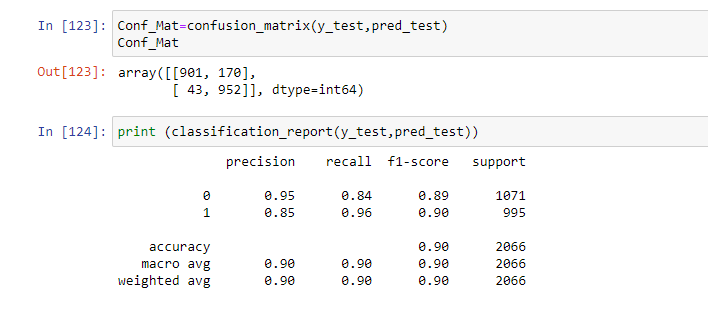 In [123]: Conf_Mat=confusion_matrix(y_test,pred_test)
Conf_Mat
Out[123]: array([[901, 170],
[ 43, 952]], dtype=int64)
In [124]: print (classification_report(y_test,pred_test))
precision recall f1-score support
0 0.95 0.84 0.89 1071
1 0.85 0.96 0.90 995
accuracy 0.90 2066
macro avg 0.90 0.90 0.90 2066
weighted avg 0.90 0.90 0.90 2066